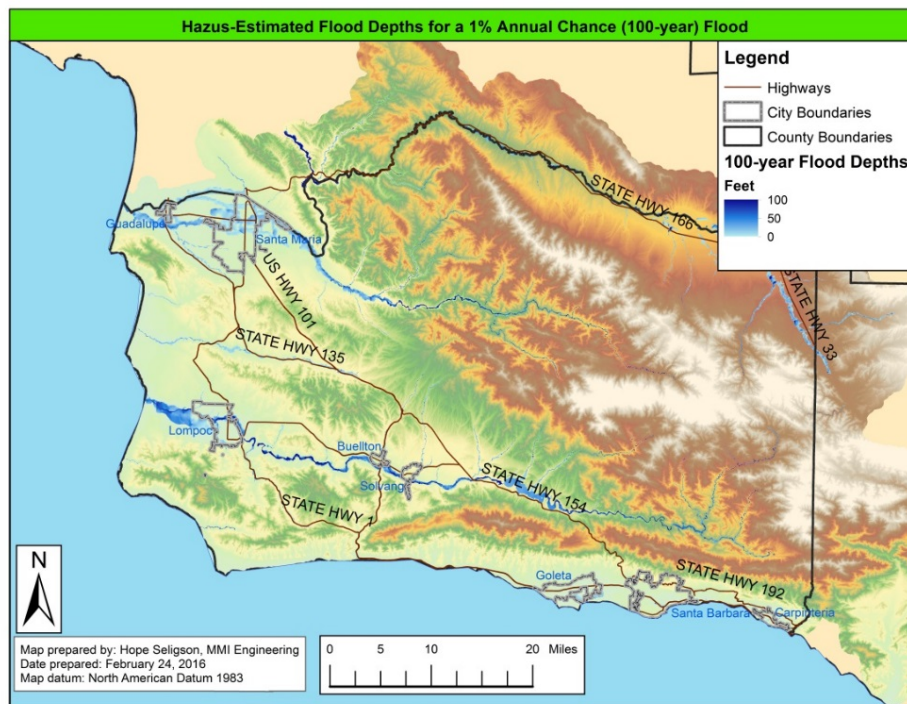 Hazus-Estimated Flood Depths for a 1% Annual Chance (100-year) Flood
Legend
Highways
City Boundaries
County Boundaries
100-year Flood Depths
Feet
100
50
0
STATE HWY 166
Guadalupe
Santa Maria
US HWY 101
STATE HWY 33
STATE HWY 135
Lompoc
Buellton
Solvang
STATE HWY 154
STATE HWY 1
Goleta
STATE HWY 192
Santa Barbara
Carpinteria
N
Map prepared by: Hope Seligson, MMI Engineering
Date prepared: February 24, 2016
Map datum: North American Datum 1983
0 5 10 20 Miles